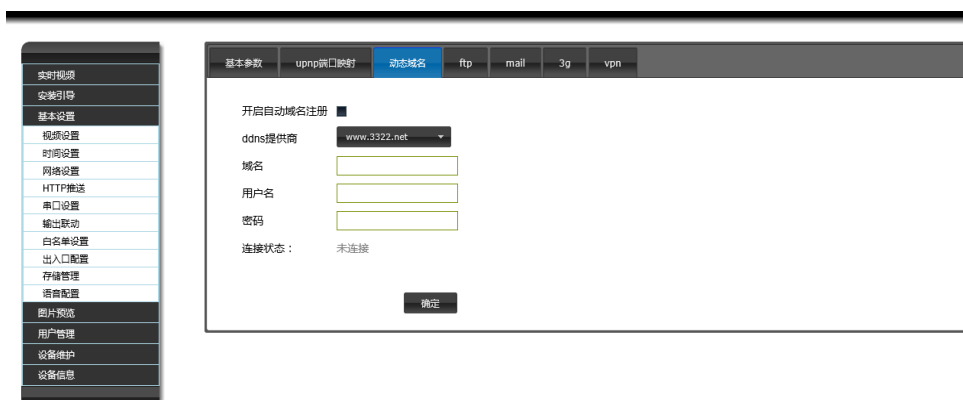 实时视频
安装引导
基本设置
视频设置
时间设置
网络设置
HTTP推送
串口设置
输出联动
白名单设置
出入口配置
存储管理
语音配置
图片预览
用户管理
设备维护
设备信息
基本参数 upnp端口映射 动态域名 ftp mail 3g vpn
开启自动域名注册
ddns提供商 www.3322.net
域名
用户名
密码
连接状态： 未连接
确定